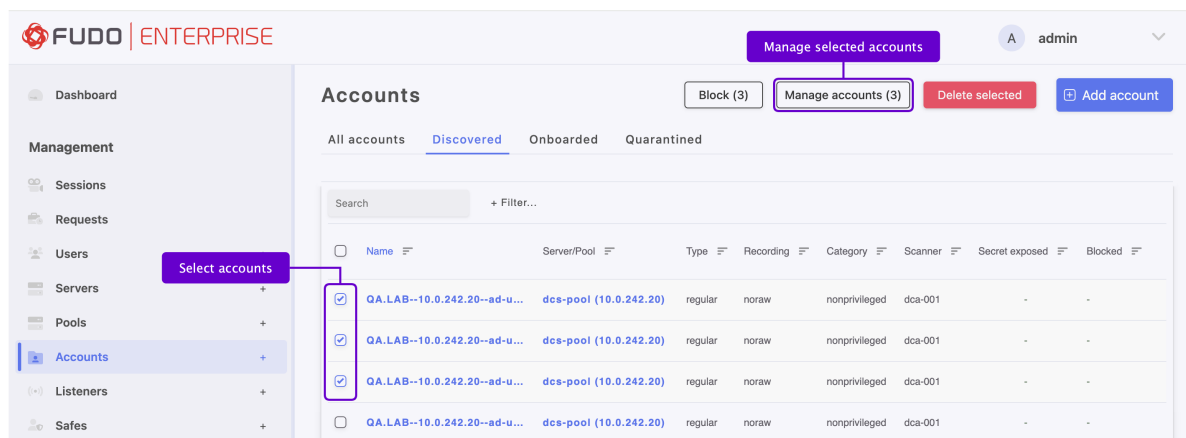 FUDO ENTERPRISE
Manage selected accounts
A admin
Dashboard
Management
Sessions
Requests
Users
Servers +
Pools +
Accounts +
Listeners +
Safes +
Select accounts
Accounts
Block (3) Manage accounts (3) Delete selected Add account
All accounts Discovered Onboarded Quarantined
Search + Filter...
Name Server/Pool Type Recording Category Scanner Secret exposed Blocked
QA.LAB--10.0.242.20--ad-u... dcs-pool (10.0.242.20) regular noraw nonprivileged dca-001 - -
QA.LAB--10.0.242.20--ad-u... dcs-pool (10.0.242.20) regular noraw nonprivileged dca-001 - -
QA.LAB--10.0.242.20--ad-u... dcs-pool (10.0.242.20) regular noraw nonprivileged dca-001 - -
QA.LAB--10.0.242.20--ad-u... dcs-pool (10.0.242.20) regular noraw nonprivileged dca-001 - -